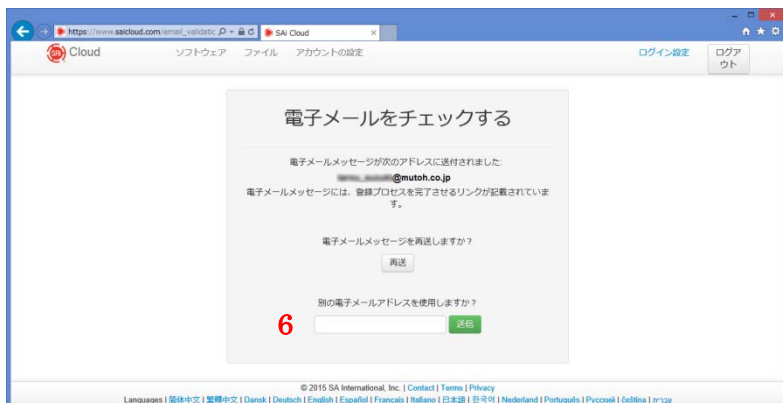 https://www.saicloud.com/email_validatic
SAi Cloud
SAi Cloud ソフトウェア ファイル アカウントの設定 ログイン設定 ログア
ウト
電子メールをチェックする
電子メールメッセージが次のアドレスに送付されました:
@mutoh.co.jp
電子メールメッセージには、登録プロセスを完了させるリンクが記載されていま
す。
電子メールメッセージを再送しますか？
再送
別の電子メールアドレスを使用しますか？
6
送信
© 2015 SA International, Inc. | Contact | Terms | Privacy
Languages | 简体中文 | 繁體中文 | Dansk | Deutsch | English | Español | Français | Italiano | 日本語 | 한국어 | Nederland | Português | Русский | čeština | עברית